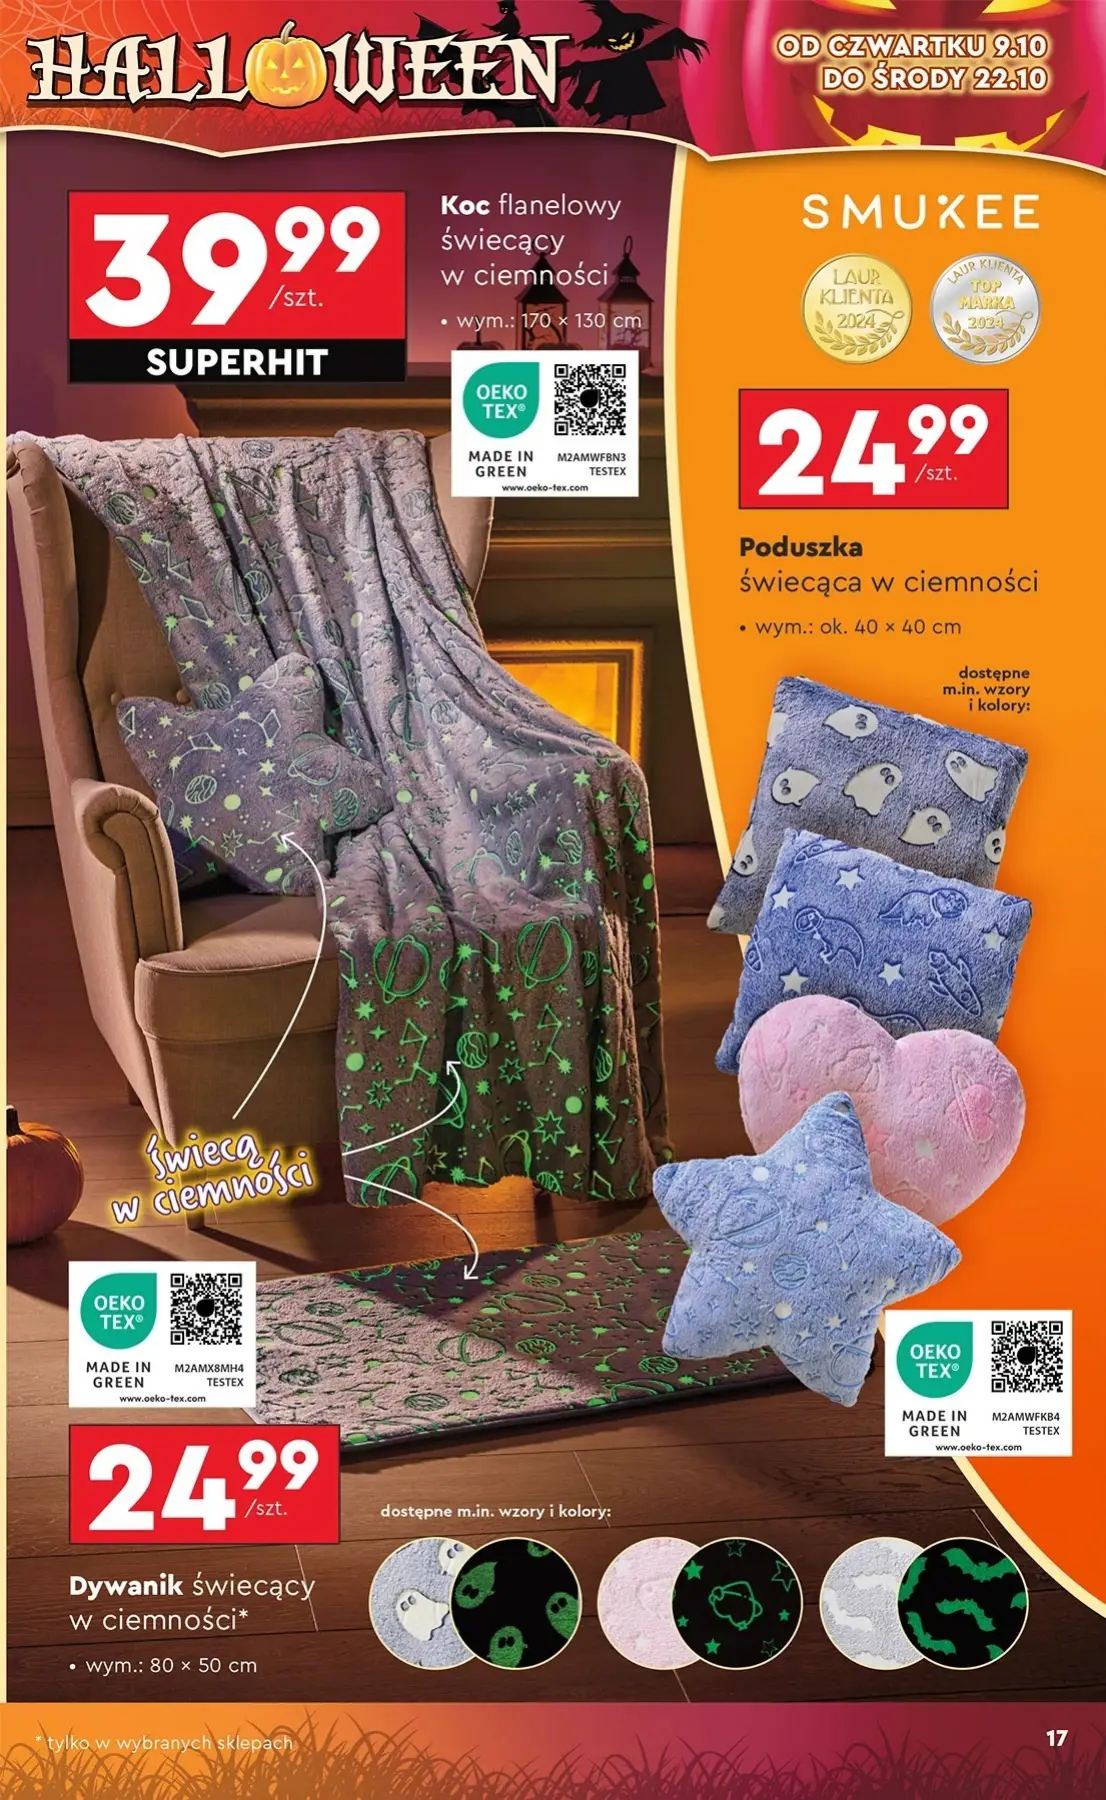 HALLOWEEN
OD CZWARTKU 9.10
DO ŚRODY 22.10
39 99
/szt.
SUPERHIT
Koc flanelowy
świecący
w ciemności
• wym.: 170 × 130 cm
OEKO
TEX®
MADE IN
GREEN
M2AMWFBN3
TESTEX
www.oeko-tex.com
SMUKEE
LAUR
KLIENTA
2024
LAUR KLIENTA
TOP
MARKA
2024
24 99
/szt.
Poduszka
świecąca w ciemności
• wym.: ok. 40 × 40 cm
dostępne
m.in. wzory
i kolory:
świecą
w ciemności
OEKO
TEX®
MADE IN
GREEN
M2AMX8MH4
TESTEX
www.oeko-tex.com
OEKO
TEX®
MADE IN
GREEN
M2AMWFKB4
TESTEX
www.oeko-tex.com
24 99
/szt.
Dywanik świecący
w ciemności*
• wym.: 80 × 50 cm
dostępne m.in. wzory i kolory:
* tylko w wybranych sklepach
17